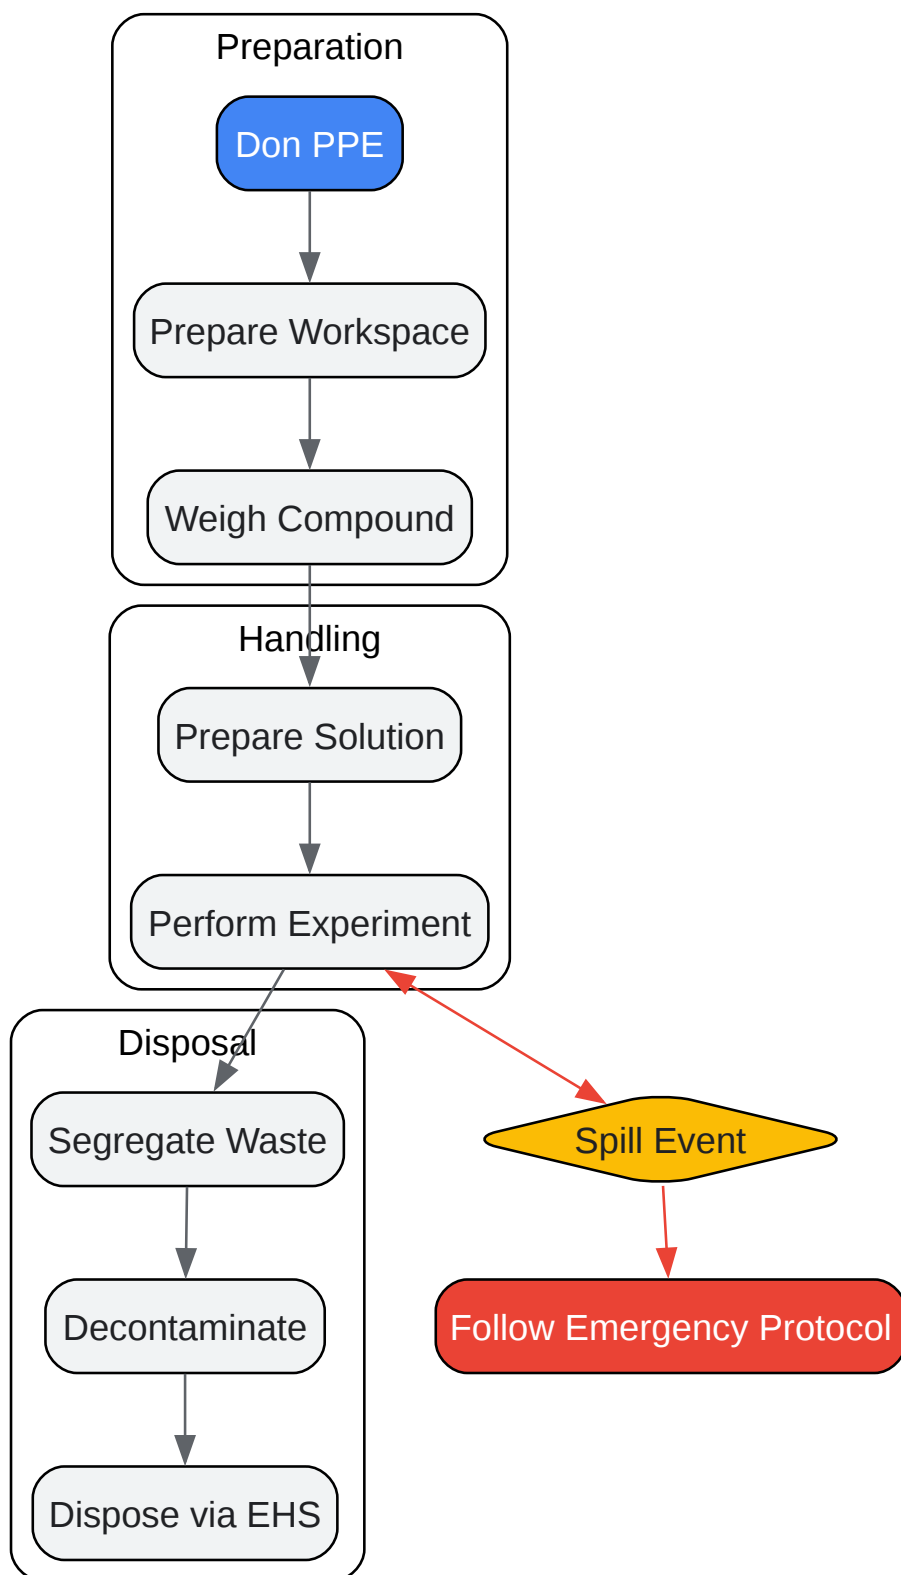 Preparation
Don PPE
Prepare Workspace
Weigh Compound
Handling
Prepare Solution
Perform Experiment
Disposal
Segregate Waste
Spill Event
Decontaminate
Follow Emergency Protocol
Dispose via EHS